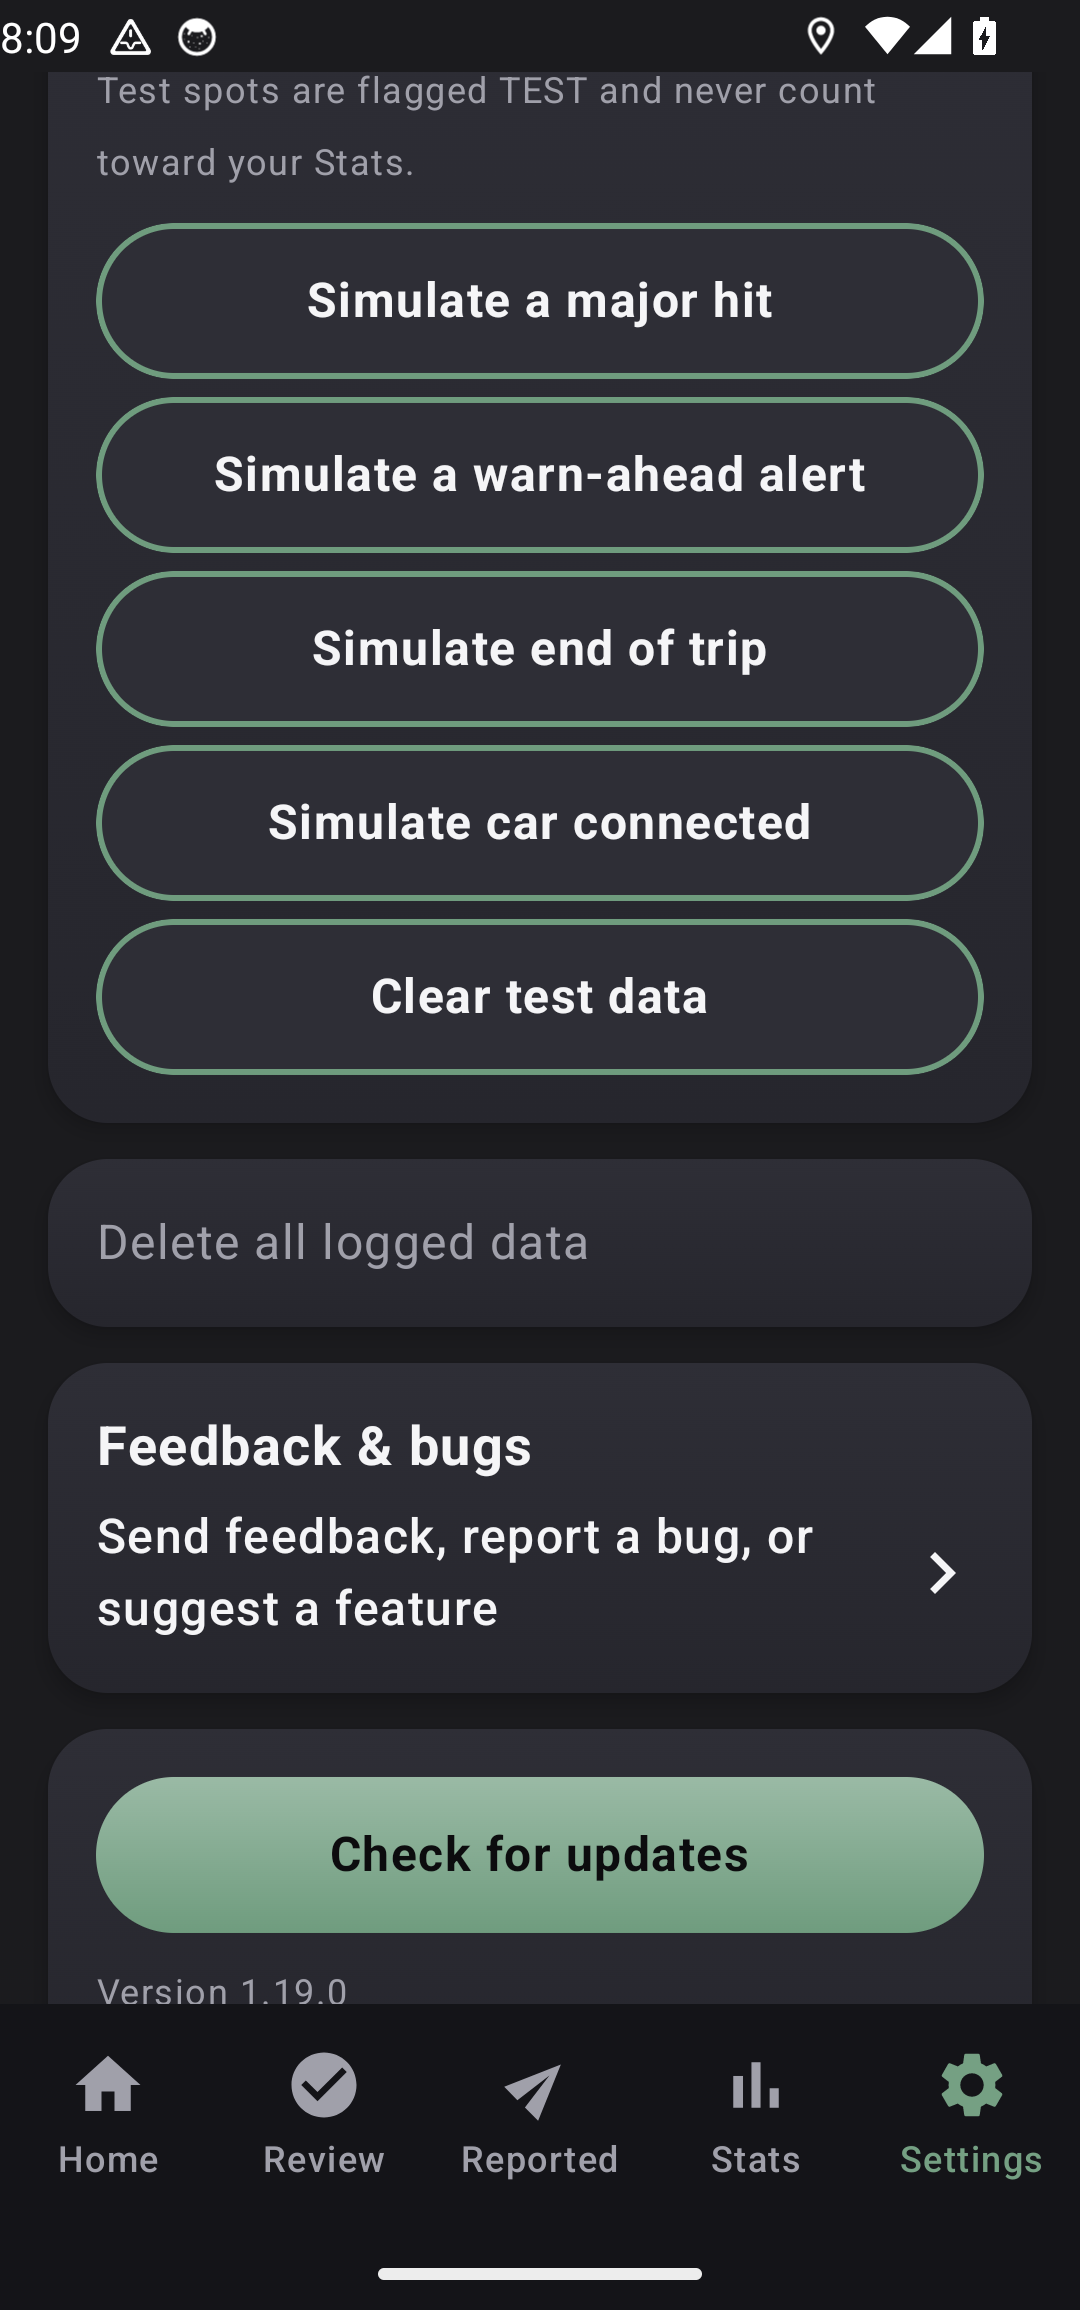 8:09
Test spots are flagged TEST and never count
toward your Stats.
Simulate a major hit
Simulate a warn-ahead alert
Simulate end of trip
Simulate car connected
Clear test data
Delete all logged data
Feedback & bugs
Send feedback, report a bug, or
suggest a feature
Check for updates
Version 1.19.0
Home
Review
Reported
Stats
Settings